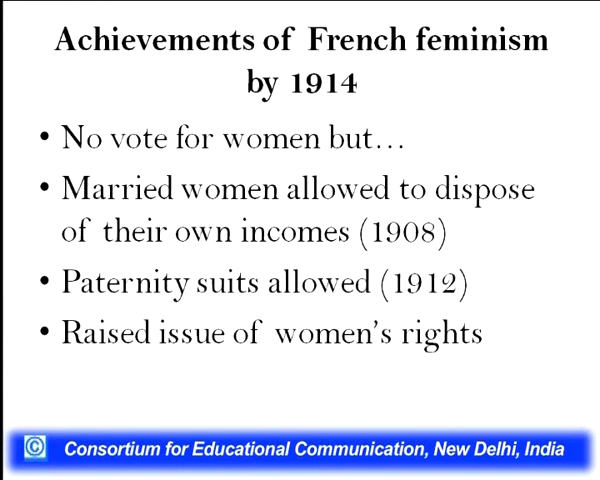 Achievements of French feminism
by 1914
• No vote for women but…
• Married women allowed to dispose
of their own incomes (1908)
• Paternity suits allowed (1912)
• Raised issue of women's rights
© Consortium for Educational Communication, New Delhi, India